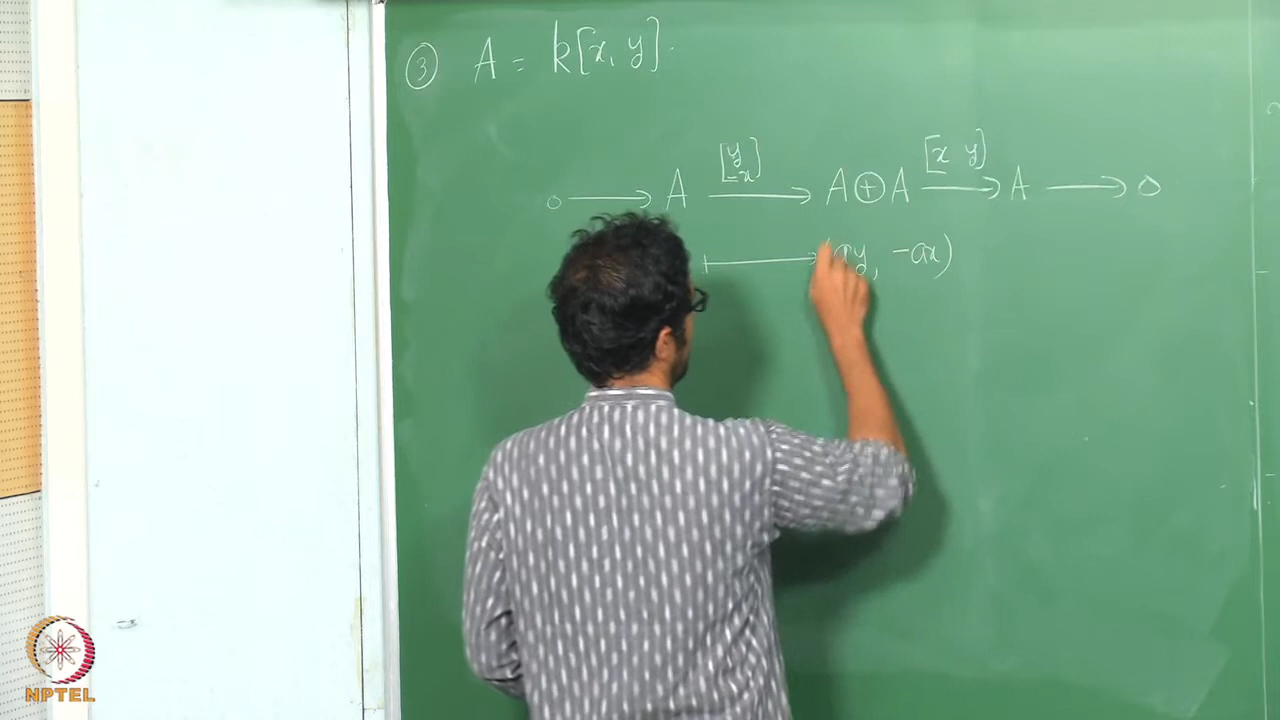 ③ A = k[x, y].
0 ⟶ A ⟶ A ⊕ A ⟶ A ⟶ 0
[y -x] [x y]
⟼ (ay, -ax)
NPTEL